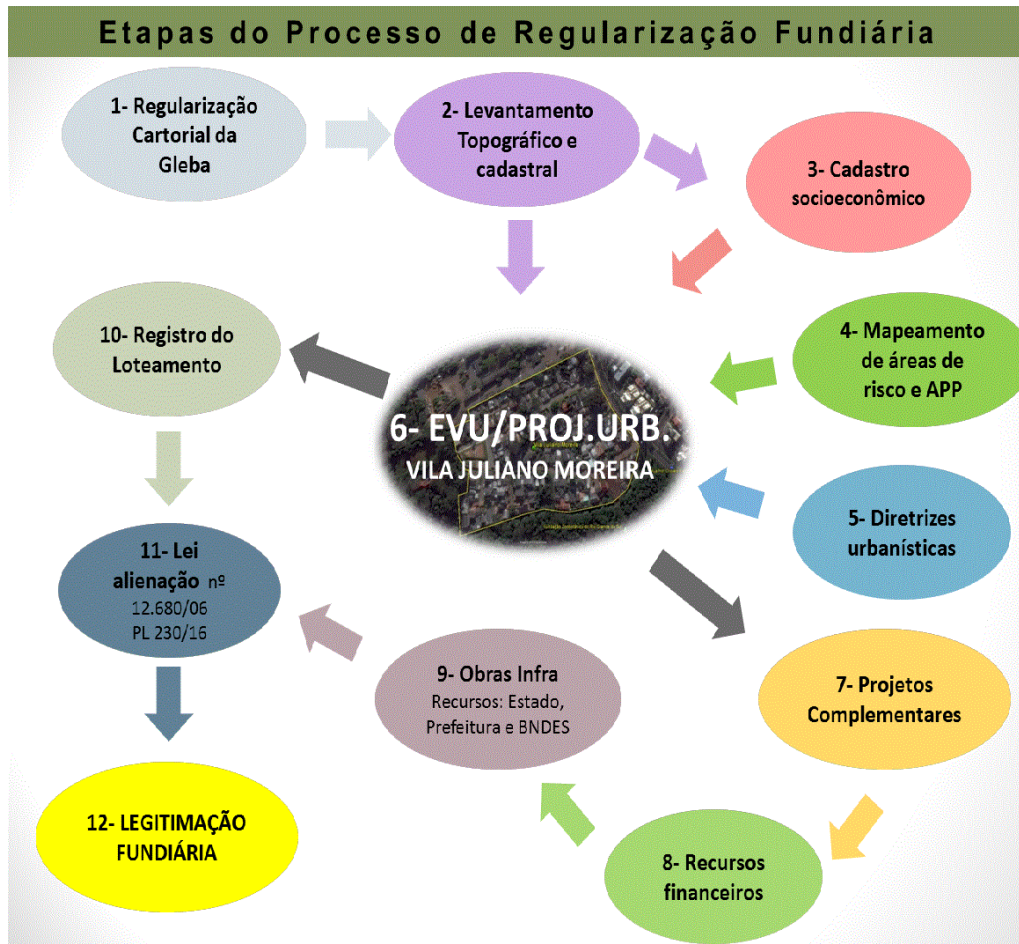 Etapas do Processo de Regularização Fundiária
1- Regularização
Cartorial da
Gleba
2- Levantamento
Topográfico e
cadastral
3- Cadastro
socioeconômico
4- Mapeamento
de áreas de
risco e APP
5- Diretrizes
urbanísticas
6- EVU/PROJ.URB.
VILA JULIANO MOREIRA
7- Projetos
Complementares
8- Recursos
financeiros
9- Obras Infra
Recursos: Estado,
Prefeitura e BNDES
10- Registro do
Loteamento
11- Lei
alienação nº
12.680/06
PL 230/16
12- LEGITIMAÇÃO
FUNDIÁRIA